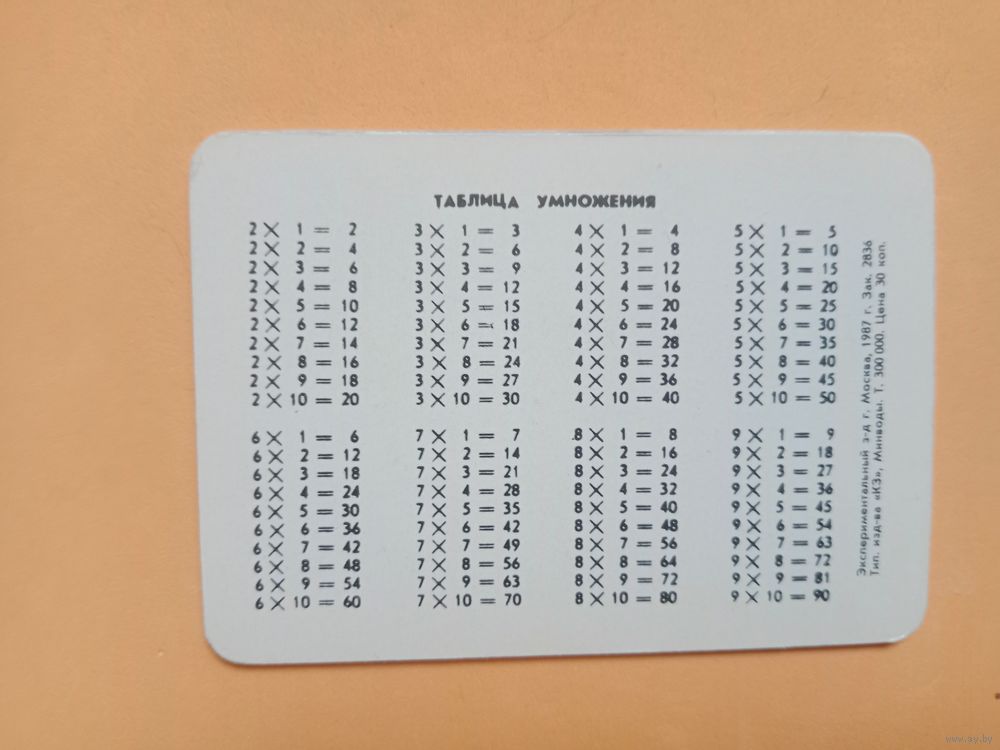 ТАБЛИЦА УМНОЖЕНИЯ
2 X 1 = 2
2 X 2 = 4
2 X 3 = 6
2 X 4 = 8
2 X 5 = 10
2 X 6 = 12
2 X 7 = 14
2 X 8 = 16
2 X 9 = 18
2 X 10 = 20
3 X 1 = 3
3 X 2 = 6
3 X 3 = 9
3 X 4 = 12
3 X 5 = 15
3 X 6 = 18
3 X 7 = 21
3 X 8 = 24
3 X 9 = 27
3 X 10 = 30
4 X 1 = 4
4 X 2 = 8
4 X 3 = 12
4 X 4 = 16
4 X 5 = 20
4 X 6 = 24
4 X 7 = 28
4 X 8 = 32
4 X 9 = 36
4 X 10 = 40
5 X 1 = 5
5 X 2 = 10
5 X 3 = 15
5 X 4 = 20
5 X 5 = 25
5 X 6 = 30
5 X 7 = 35
5 X 8 = 40
5 X 9 = 45
5 X 10 = 50
6 X 1 = 6
6 X 2 = 12
6 X 3 = 18
6 X 4 = 24
6 X 5 = 30
6 X 6 = 36
6 X 7 = 42
6 X 8 = 48
6 X 9 = 54
6 X 10 = 60
7 X 1 = 7
7 X 2 = 14
7 X 3 = 21
7 X 4 = 28
7 X 5 = 35
7 X 6 = 42
7 X 7 = 49
7 X 8 = 56
7 X 9 = 63
7 X 10 = 70
8 X 1 = 8
8 X 2 = 16
8 X 3 = 24
8 X 4 = 32
8 X 5 = 40
8 X 6 = 48
8 X 7 = 56
8 X 8 = 64
8 X 9 = 72
8 X 10 = 80
9 X 1 = 9
9 X 2 = 18
9 X 3 = 27
9 X 4 = 36
9 X 5 = 45
9 X 6 = 54
9 X 7 = 63
9 X 8 = 72
9 X 9 = 81
9 X 10 = 90
Экспериментальный з-д г. Москва, 1987 г. Зак. 2836
Тип. изд-ва «КЗ», Минводы. Т. 300 000. Цена 30 коп.
www.ay.by